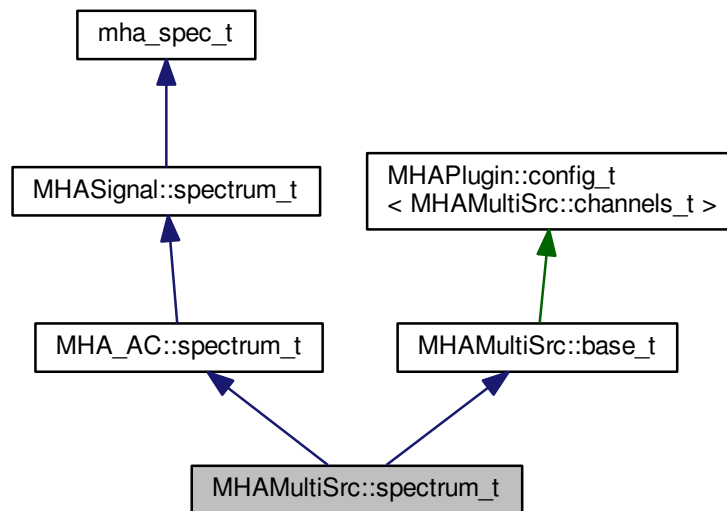 mha_spec_t
MHASignal::spectrum_t
MHAPlugin::config_t
< MHAMultiSrc::channels_t >
MHA_AC::spectrum_t
MHAMultiSrc::base_t
MHAMultiSrc::spectrum_t